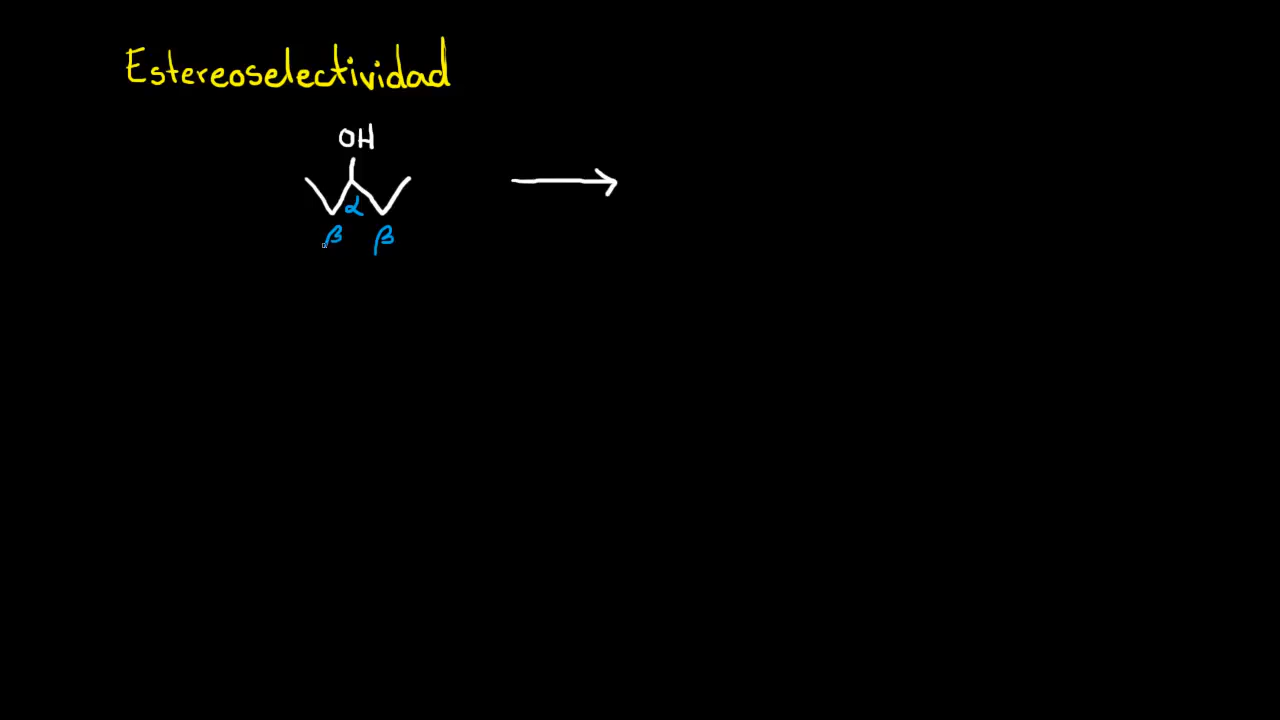 Estereoselectividad
OH
α
β β